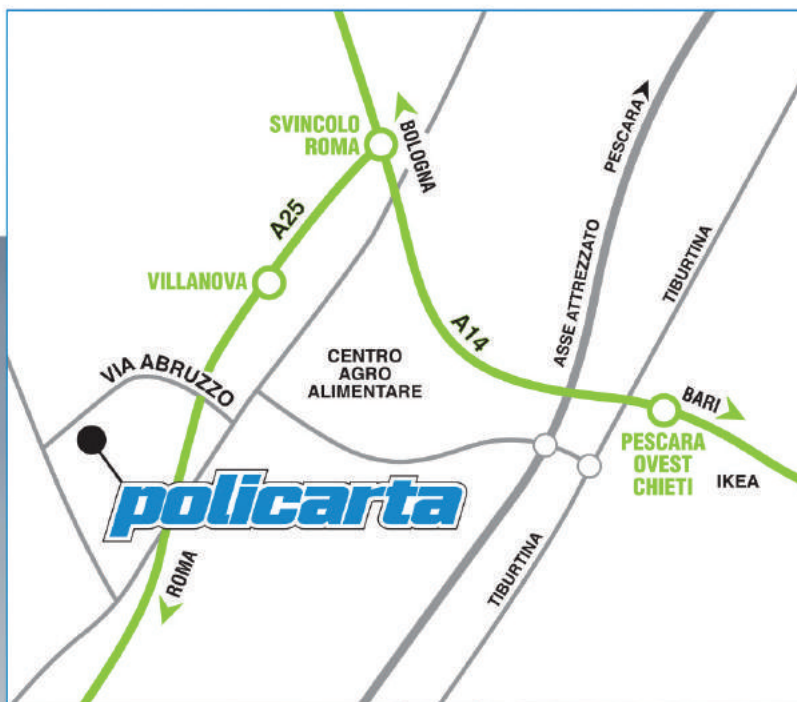 SVINCOLO
ROMA
BOLOGNA
PESCARA
A25
VILLANOVA
TIBURTINA
ASSE ATTREZZATO
A14
CENTRO
AGRO
ALIMENTARE
VIA ABRUZZO
BARI
PESCARA
OVEST
CHIETI
IKEA
policarta
ROMA
TIBURTINA